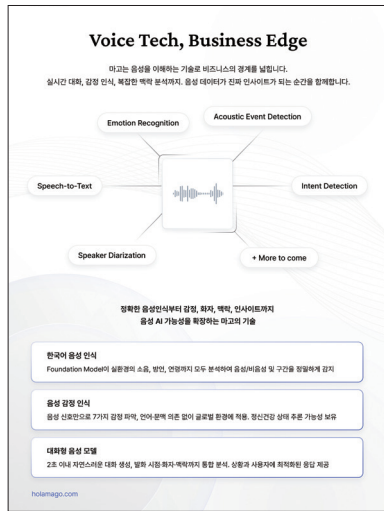 Voice Tech, Business Edge
마고는 음성을 이해하는 기술로 비즈니스의 경계를 넓힙니다.
실시간 대화, 감정 인식, 복잡한 맥락 분석까지. 음성 데이터가 진짜 인사이트가 되는 순간을 함께합니다.
Emotion Recognition
Acoustic Event Detection
Speech-to-Text
Intent Detection
Speaker Diarization
+ More to come
정확한 음성인식부터 감정, 화자, 맥락, 인사이트까지
음성 AI 가능성을 확장하는 마고의 기술
한국어 음성 인식
Foundation Model이 실환경의 소음, 방언, 연령까지 모두 분석하여 음성/비음성 및 구간을 정밀하게 감지
음성 감정 인식
음성 신호만으로 7가지 감정 파악, 언어·문맥 의존 없이 글로벌 환경에 적용. 정신건강 상태 추론 가능성 보유
대화형 음성 모델
2초 이내 자연스러운 대화 생성, 발화 시점·화자·맥락까지 통합 분석. 상황과 사용자에 최적화된 응답 제공
holamago.com